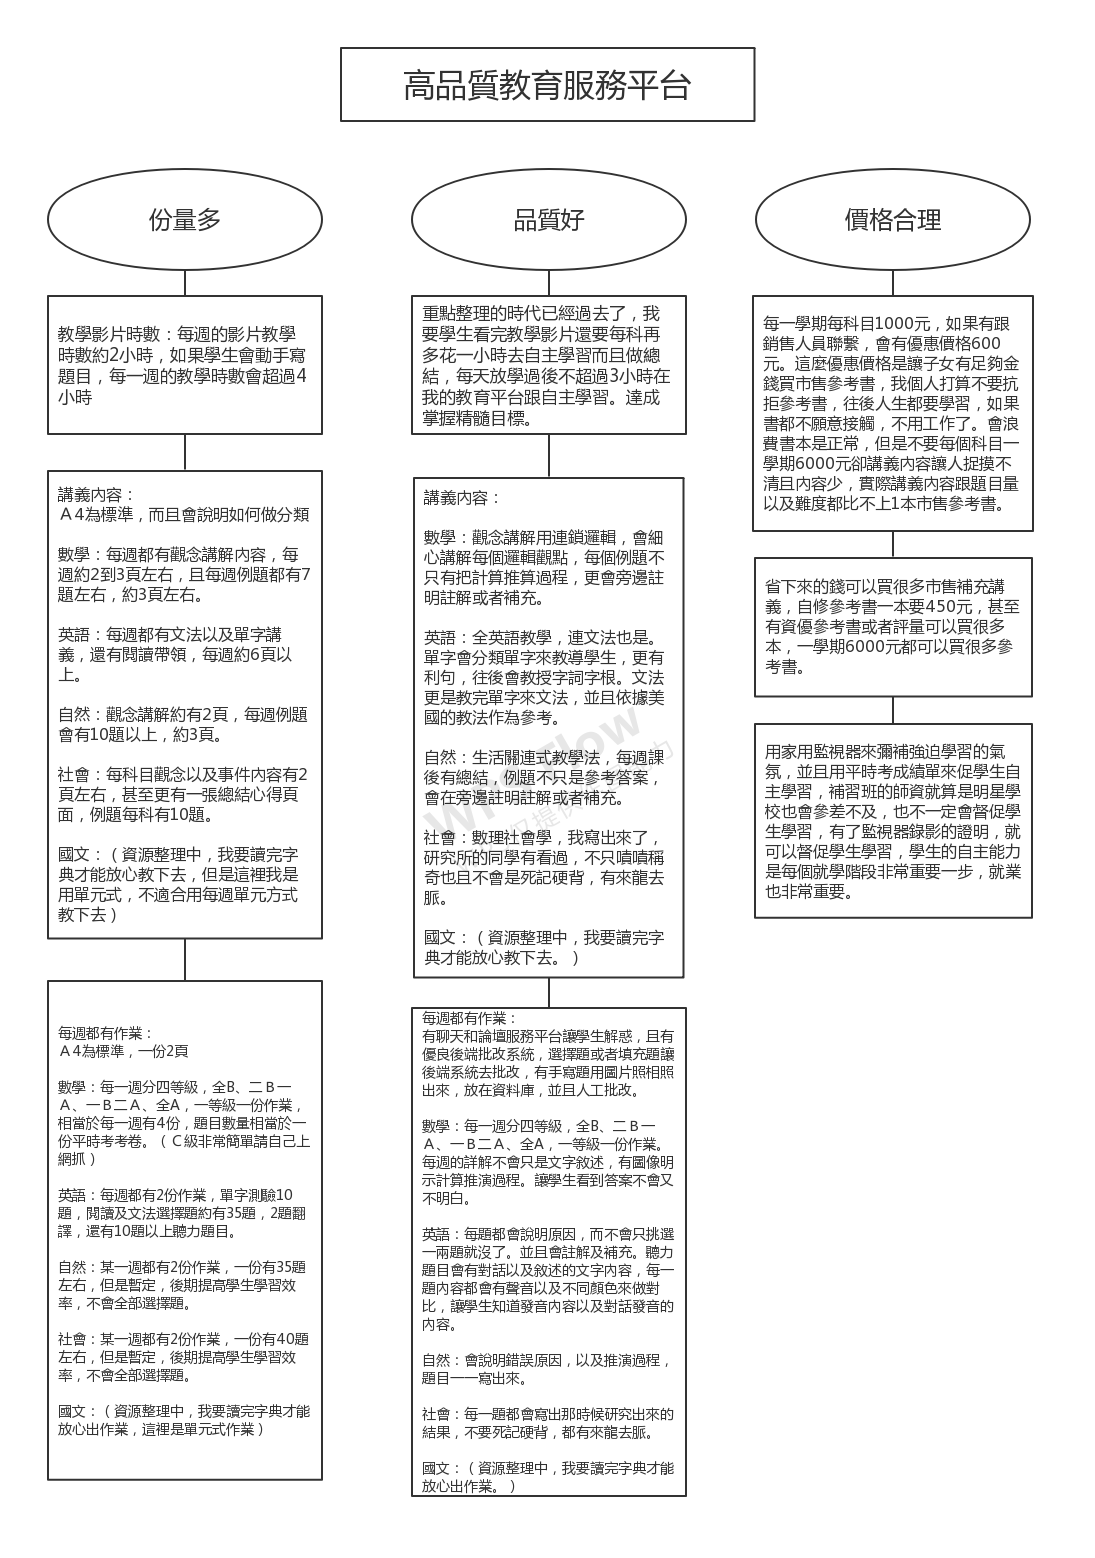 高品質教育服務平台
份量多
教學影片時數：每週的影片教學
時數約2小時，如果學生會動手寫
題目，每一週的教學時數會超過4
小時
講義內容：
Ａ4為標準，而且會說明如何做分類
數學：每週都有觀念講解內容，每
週約2到3頁左右，且每週例題都有7
題左右，約3頁左右。
英語：每週都有文法以及單字講
義，還有閱讀帶領，每週約6頁以
上。
自然：觀念講解約有2頁，每週例題
會有10題以上，約3頁。
社會：每科目觀念以及事件內容有2
頁左右，甚至更有一張總結心得頁
面，例題每科有10題。
國文：（資源整理中，我要讀完字
典才能放心教下去，但是這裡我是
用單元式，不適合用每週單元方式
教下去）
每週都有作業：
Ａ4為標準，一份2頁
數學：每一週分四等級，全B、二Ｂ一
Ａ、一Ｂ二Ａ、全A，一等級一份作業，
相當於每一週有4份，題目數量相當於一
份平時考考卷。（Ｃ級非常簡單請自己上
網抓）
英語：每週都有2份作業，單字測驗10
題，閱讀及文法選擇題約有35題，2題翻
譯，還有10題以上聽力題目。
自然：某一週都有2份作業，一份有35題
左右，但是暫定，後期提高學生學習效
率，不會全部選擇題。
社會：某一週都有2份作業，一份有40題
左右，但是暫定，後期提高學生學習效
率，不會全部選擇題。
國文：（資源整理中，我要讀完字典才能
放心出作業，這裡是單元式作業）
品質好
重點整理的時代已經過去了，我
要學生看完教學影片還要每科再
多花一小時去自主學習而且做總
結，每天放學過後不超過3小時在
我的教育平台跟自主學習。達成
掌握精髓目標。
講義內容：
數學：觀念講解用連鎖邏輯，會細
心講解每個邏輯觀點，每個例題不
只有把計算推算過程，更會旁邊註
明註解或者補充。
英語：全英語教學，連文法也是。
單字會分類單字來教導學生，更有
利句，往後會教授字詞字根。文法
更是教完單字來文法，並且依據美
國的教法作為參考。
自然：生活關連式教學法，每週課
後有總結，例題不只是參考答案，
會在旁邊註明註解或者補充。
社會：數理社會學，我寫出來了，
研究所的同學有看過，不只嘖嘖稱
奇也且不會是死記硬背，有來龍去
脈。
國文：（資源整理中，我要讀完字
典才能放心教下去。）
每週都有作業：
有聊天和論壇服務平台讓學生解惑，且有
優良後端批改系統，選擇題或者填充題讓
後端系統去批改，有手寫題用圖片照相照
出來，放在資料庫，並且人工批改。
數學：每一週分四等級，全B、二Ｂ一
Ａ、一Ｂ二Ａ、全A，一等級一份作業。
每週的詳解不會只是文字敘述，有圖像明
示計算推演過程。讓學生看到答案不會又
不明白。
英語：每題都會說明原因，而不會只挑選
一兩題就沒了。並且會註解及補充。聽力
題目會有對話以及敘述的文字內容，每一
題內容都會有聲音以及不同顏色來做對
比，讓學生知道發音內容以及對話發音的
內容。
自然：會說明錯誤原因，以及推演過程，
題目一一寫出來。
社會：每一題都會寫出那時候研究出來的
結果，不要死記硬背，都有來龍去脈。
國文：（資源整理中，我要讀完字典才能
放心出作業。）
價格合理
每一學期每科目1000元，如果有跟
銷售人員聯繫，會有優惠價格600
元。這麼優惠價格是讓子女有足夠金
錢買市售參考書，我個人打算不要抗
拒參考書，往後人生都要學習，如果
書都不願意接觸，不用工作了。會浪
費書本是正常，但是不要每個科目一
學期6000元卻講義內容讓人捉摸不
清且內容少，實際講義內容跟題目量
以及難度都比不上1本市售參考書。
省下來的錢可以買很多市售補充講
義，自修參考書一本要450元，甚至
有資優參考書或者評量可以買很多
本，一學期6000元都可以買很多參
考書。
用家用監視器來彌補強迫學習的氣
氛，並且用平時考成績單來促學生自
主學習，補習班的師資就算是明星學
校也會參差不及，也不一定會督促學
生學習，有了監視器錄影的證明，就
可以督促學生學習，學生的自主能力
是每個就學階段非常重要一步，就業
也非常重要。